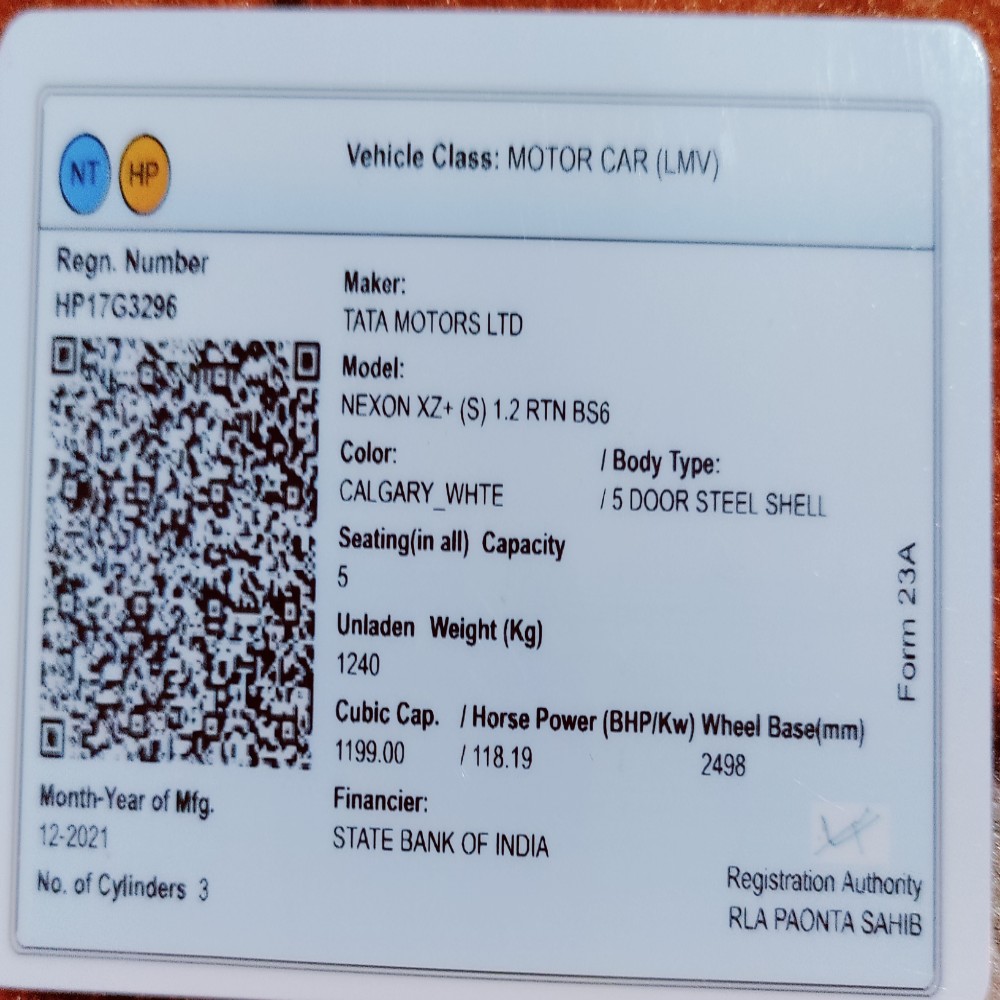 NT HP Vehicle Class: MOTOR CAR (LMV)
Regn. Number
HP17G3296
Maker:
TATA MOTORS LTD
Model:
NEXON XZ+ (S) 1.2 RTN BS6
Color: / Body Type:
CALGARY_WHTE / 5 DOOR STEEL SHELL
Seating(in all) Capacity
5
Unladen Weight (Kg)
1240
Cubic Cap. / Horse Power (BHP/Kw) Wheel Base(mm)
1199.00 / 118.19 2498
Month-Year of Mfg.
12-2021
No. of Cylinders 3
Financier:
STATE BANK OF INDIA
Form 23A
Registration Authority
RLA PAONTA SAHIB